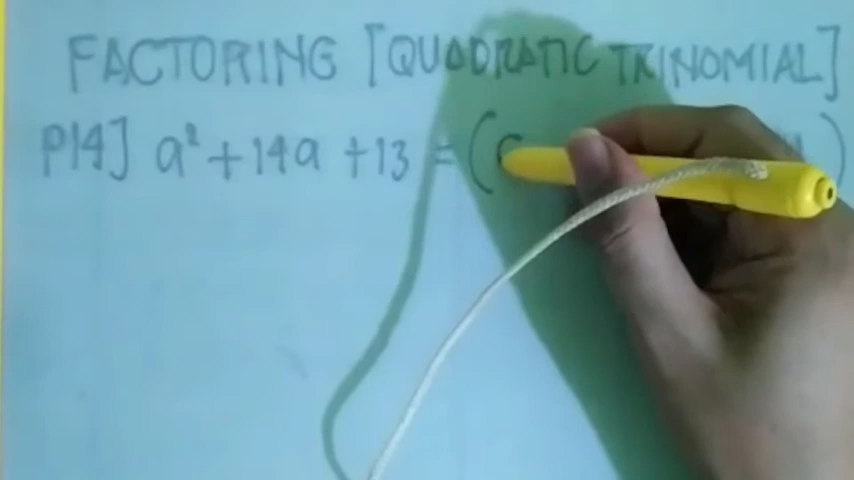 FACTORING [QUADRATIC TRINOMIAL]
P14] a² + 14a + 13 = ( )